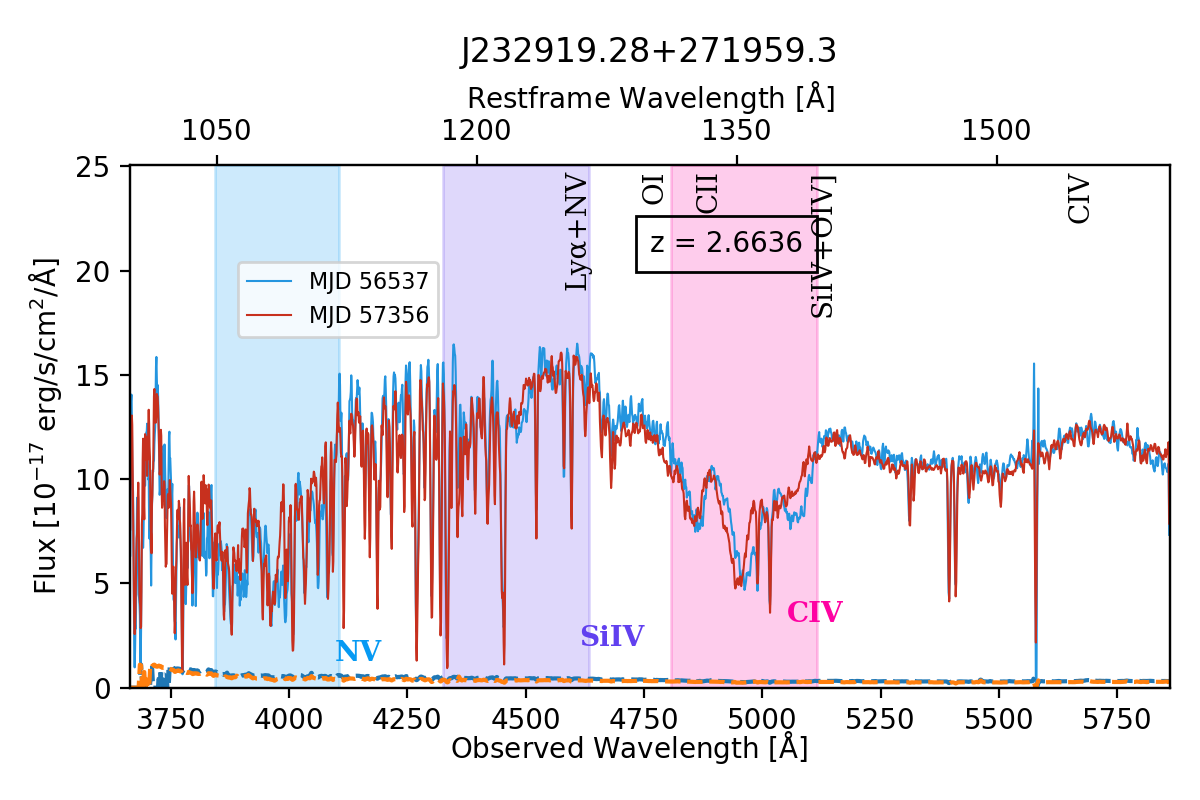 J232919.28+271959.3
Restframe Wavelength [Å]
1050 1200 1350 1500
25
20
15
10
5
0
Flux [10⁻¹⁷ erg/s/cm²/Å]
Lyα+NV
OI
CII
SiIV+OIV]
CIV
z = 2.6636
MJD 56537
MJD 57356
NV
SiIV
CIV
3750 4000 4250 4500 4750 5000 5250 5500 5750
Observed Wavelength [Å]